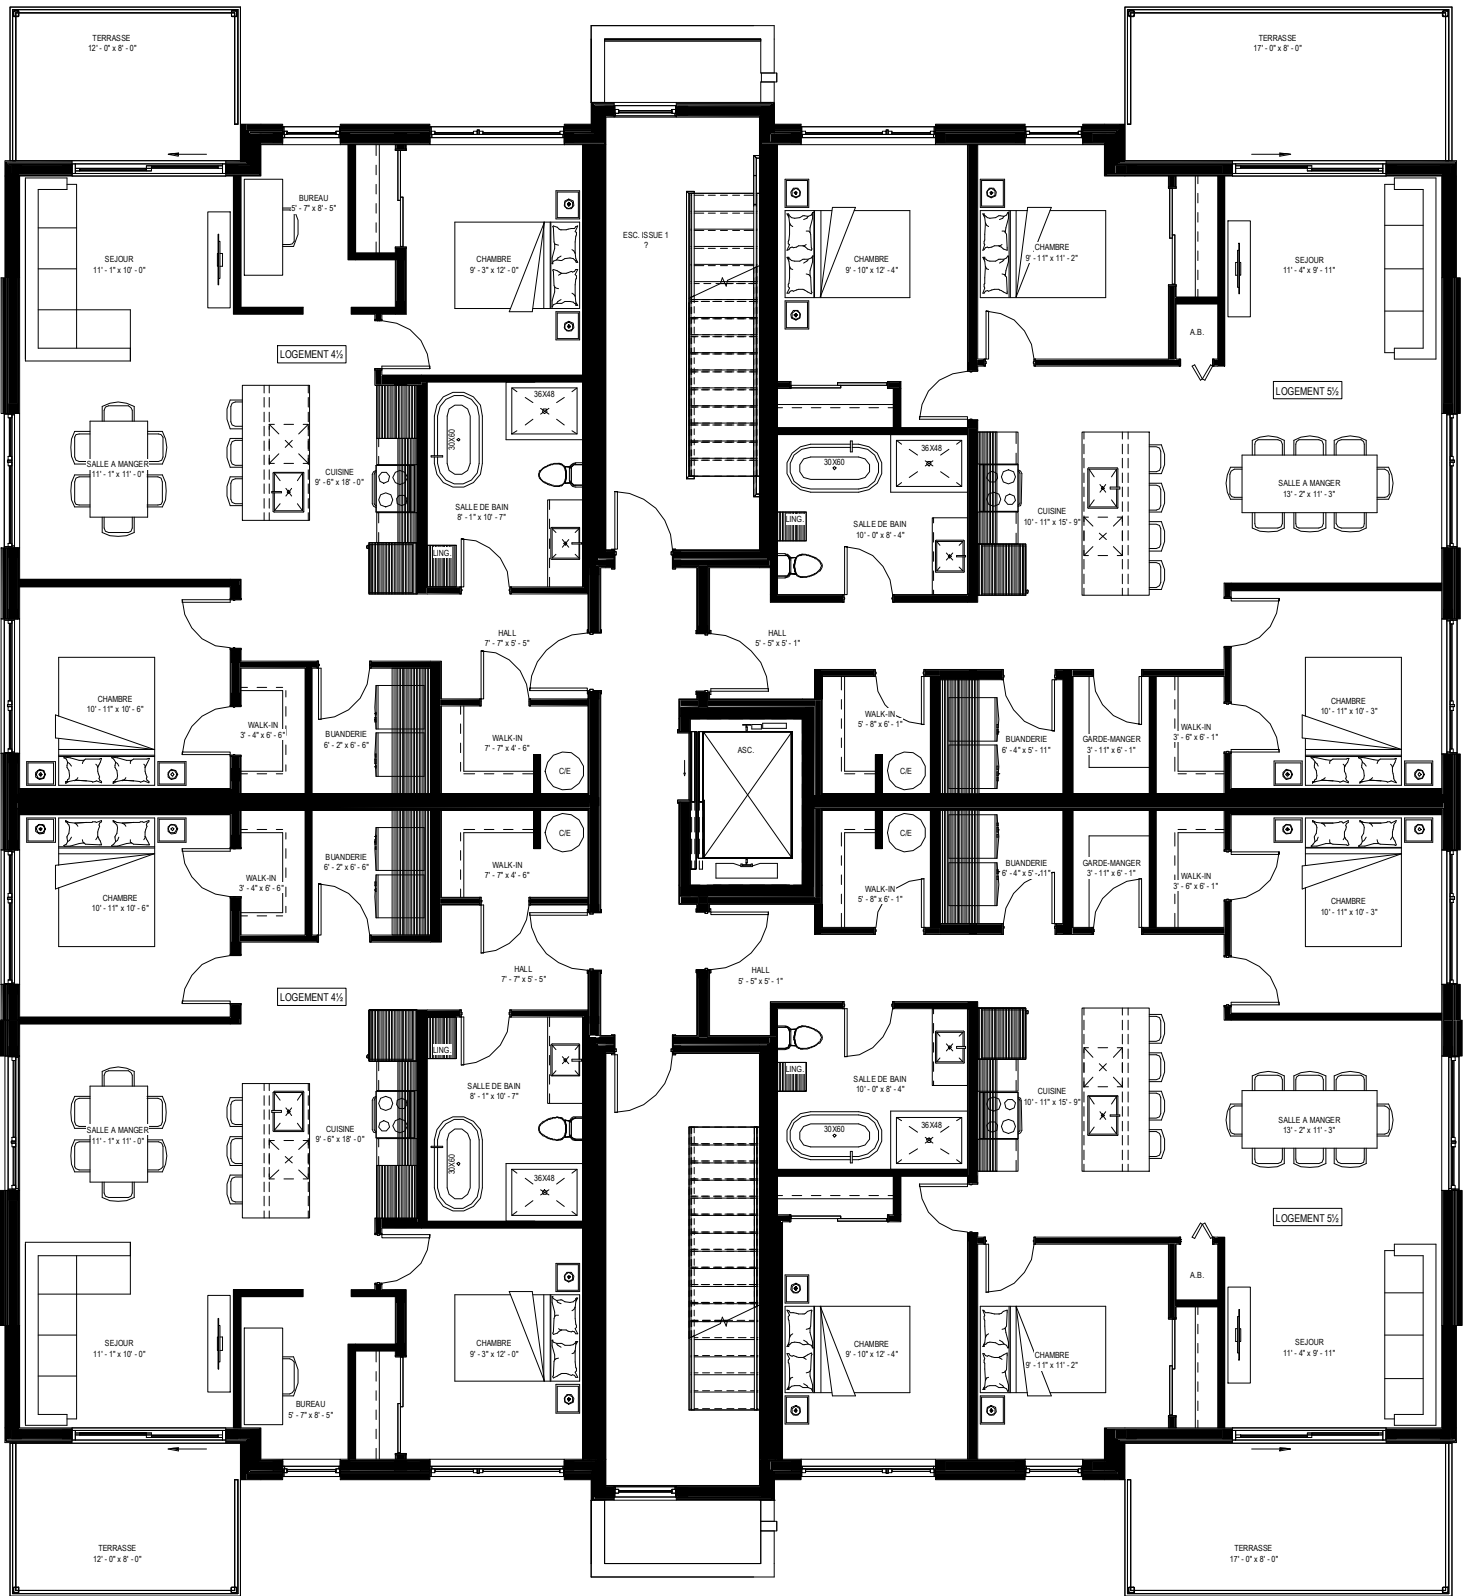 TERRASSE
12' - 0" x 8' - 0"
TERRASSE
17' - 0" x 8' - 0"
BUREAU
5' - 7" x 8' - 5"
ESC. ISSUE 1
?
SEJOUR
11' - 1" x 10' - 0"
CHAMBRE
9' - 3" x 12' - 0"
CHAMBRE
9' - 10" x 12' - 4"
CHAMBRE
9' - 11" x 11' - 2"
SEJOUR
11' - 4" x 9' - 11"
A.B.
LOGEMENT 4½
LOGEMENT 5½
36X48
30X60
SALLE A MANGER
11' - 1" x 11' - 0"
CUISINE
9' - 6" x 18' - 0"
SALLE DE BAIN
8' - 1" x 10' - 7"
LING.
36X48
30X60
LING.
SALLE DE BAIN
10' - 0" x 8' - 4"
CUISINE
10' - 11" x 15' - 9"
SALLE A MANGER
13' - 2" x 11' - 3"
HALL
7' - 7" x 5' - 5"
HALL
5' - 5" x 5' - 1"
CHAMBRE
10' - 11" x 10' - 6"
WALK-IN
3' - 4" x 6' - 6"
BUANDERIE
6' - 2" x 6' - 6"
WALK-IN
7' - 7" x 4' - 6"
C/E
ASC.
WALK-IN
5' - 8" x 6' - 1"
C/E
BUANDERIE
6' - 4" x 5' - 11"
GARDE-MANGER
3' - 11" x 6' - 1"
WALK-IN
3' - 6" x 6' - 1"
CHAMBRE
10' - 11" x 10' - 3"
CHAMBRE
10' - 11" x 10' - 6"
WALK-IN
3' - 4" x 6' - 6"
BUANDERIE
6' - 2" x 6' - 6"
WALK-IN
7' - 7" x 4' - 6"
C/E
C/E
WALK-IN
5' - 8" x 6' - 1"
BUANDERIE
6' - 4" x 5' - 11"
GARDE-MANGER
3' - 11" x 6' - 1"
WALK-IN
3' - 6" x 6' - 1"
CHAMBRE
10' - 11" x 10' - 3"
LOGEMENT 4½
HALL
7' - 7" x 5' - 5"
HALL
5' - 5" x 5' - 1"
LING.
SALLE DE BAIN
8' - 1" x 10' - 7"
LING.
SALLE DE BAIN
10' - 0" x 8' - 4"
CUISINE
10' - 11" x 15' - 9"
SALLE A MANGER
11' - 1" x 11' - 0"
CUISINE
9' - 6" x 18' - 0"
SALLE A MANGER
13' - 2" x 11' - 3"
30X60
36X48
30X60
36X48
LOGEMENT 5½
A.B.
SEJOUR
11' - 1" x 10' - 0"
CHAMBRE
9' - 3" x 12' - 0"
CHAMBRE
9' - 10" x 12' - 4"
CHAMBRE
9' - 11" x 11' - 2"
SEJOUR
11' - 4" x 9' - 11"
BUREAU
5' - 7" x 8' - 5"
TERRASSE
12' - 0" x 8' - 0"
TERRASSE
17' - 0" x 8' - 0"